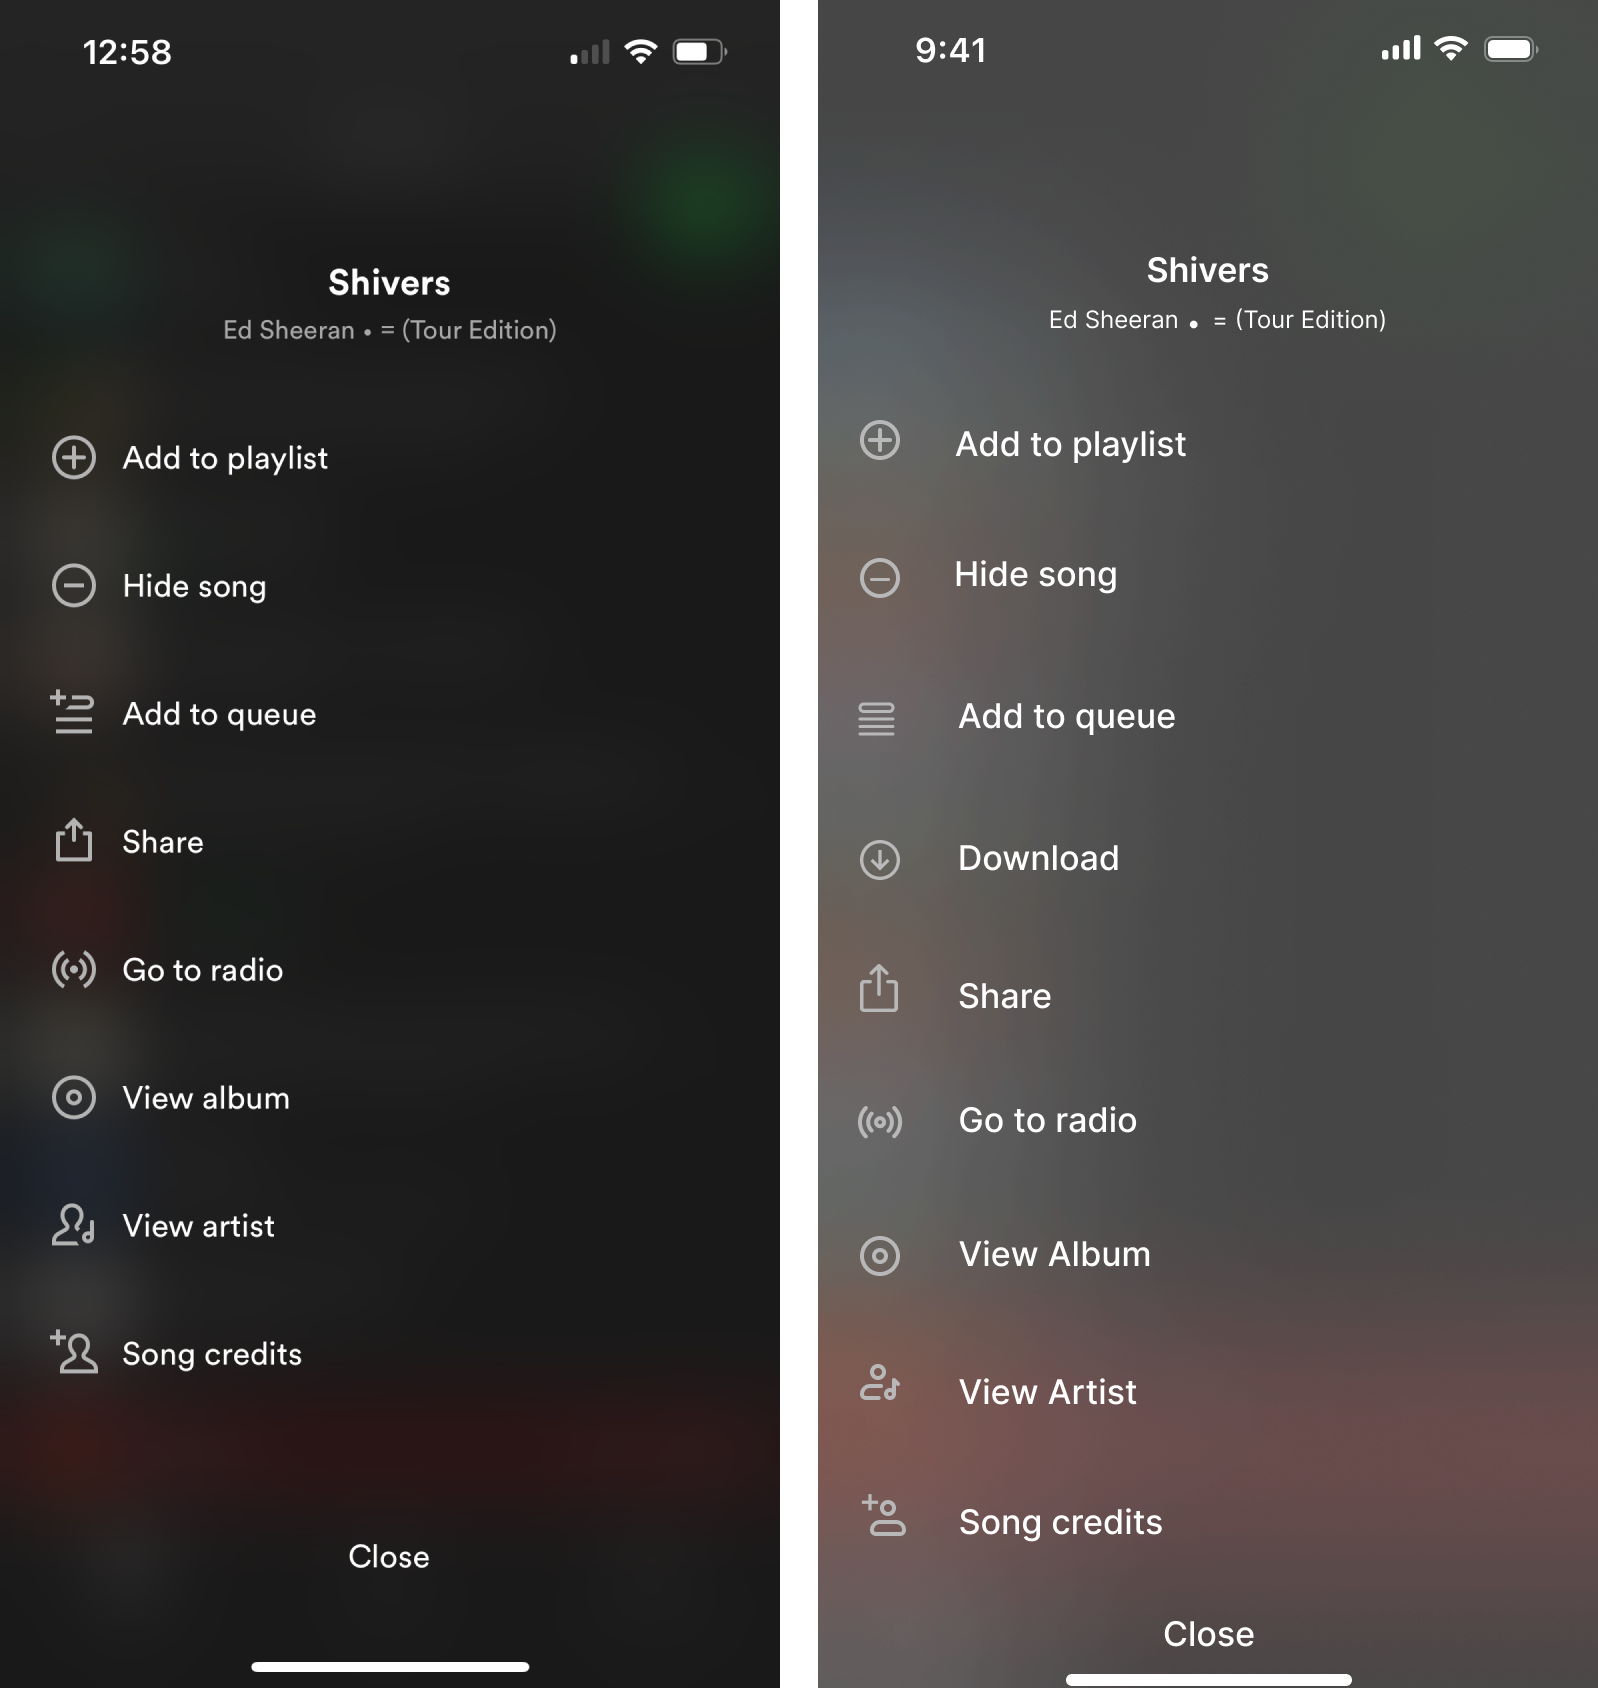 12:58
Shivers
Ed Sheeran • = (Tour Edition)
Add to playlist
Hide song
Add to queue
Share
Go to radio
View album
View artist
Song credits
Close
9:41
Shivers
Ed Sheeran • = (Tour Edition)
Add to playlist
Hide song
Add to queue
Download
Share
Go to radio
View Album
View Artist
Song credits
Close